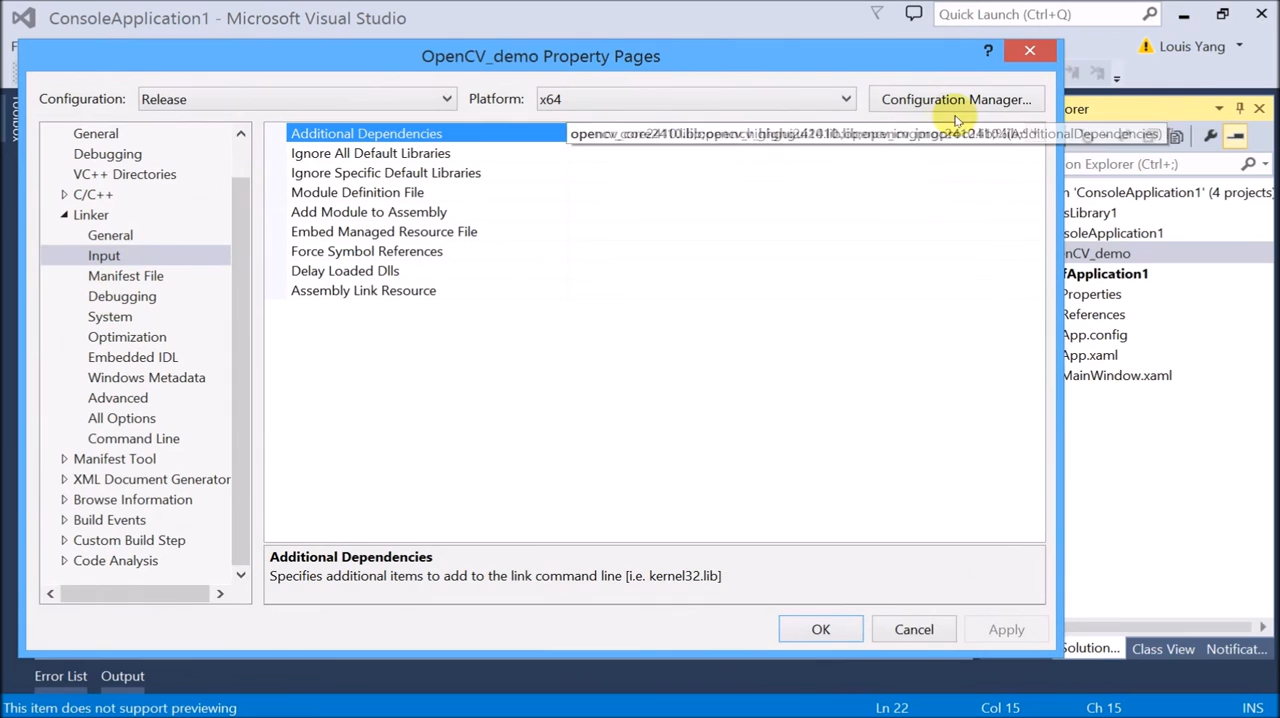 ConsoleApplication1 - Microsoft Visual Studio
Quick Launch (Ctrl+Q)
OpenCV_demo Property Pages
?
Louis Yang
Configuration:
Release
Platform:
x64
Configuration Manager...
General
Debugging
VC++ Directories
C/C++
Linker
General
Input
Manifest File
Debugging
System
Optimization
Embedded IDL
Windows Metadata
Advanced
All Options
Command Line
Manifest Tool
XML Document Generator
Browse Information
Build Events
Custom Build Step
Code Analysis
Additional Dependencies
Ignore All Default Libraries
Ignore Specific Default Libraries
Module Definition File
Add Module to Assembly
Embed Managed Resource File
Force Symbol References
Delay Loaded Dlls
Assembly Link Resource
Additional Dependencies
Specifies additional items to add to the link command line [i.e. kernel32.lib]
OK
Cancel
Apply
orer
Explorer (Ctrl+;)
n 'ConsoleApplication1' (4 projects)
sLibrary1
soleApplication1
enCV_demo
fApplication1
Properties
References
App.config
App.xaml
MainWindow.xaml
Solution...
Class View
Notificat...
Error List
Output
This item does not support previewing
Ln 22
Col 15
Ch 15
INS